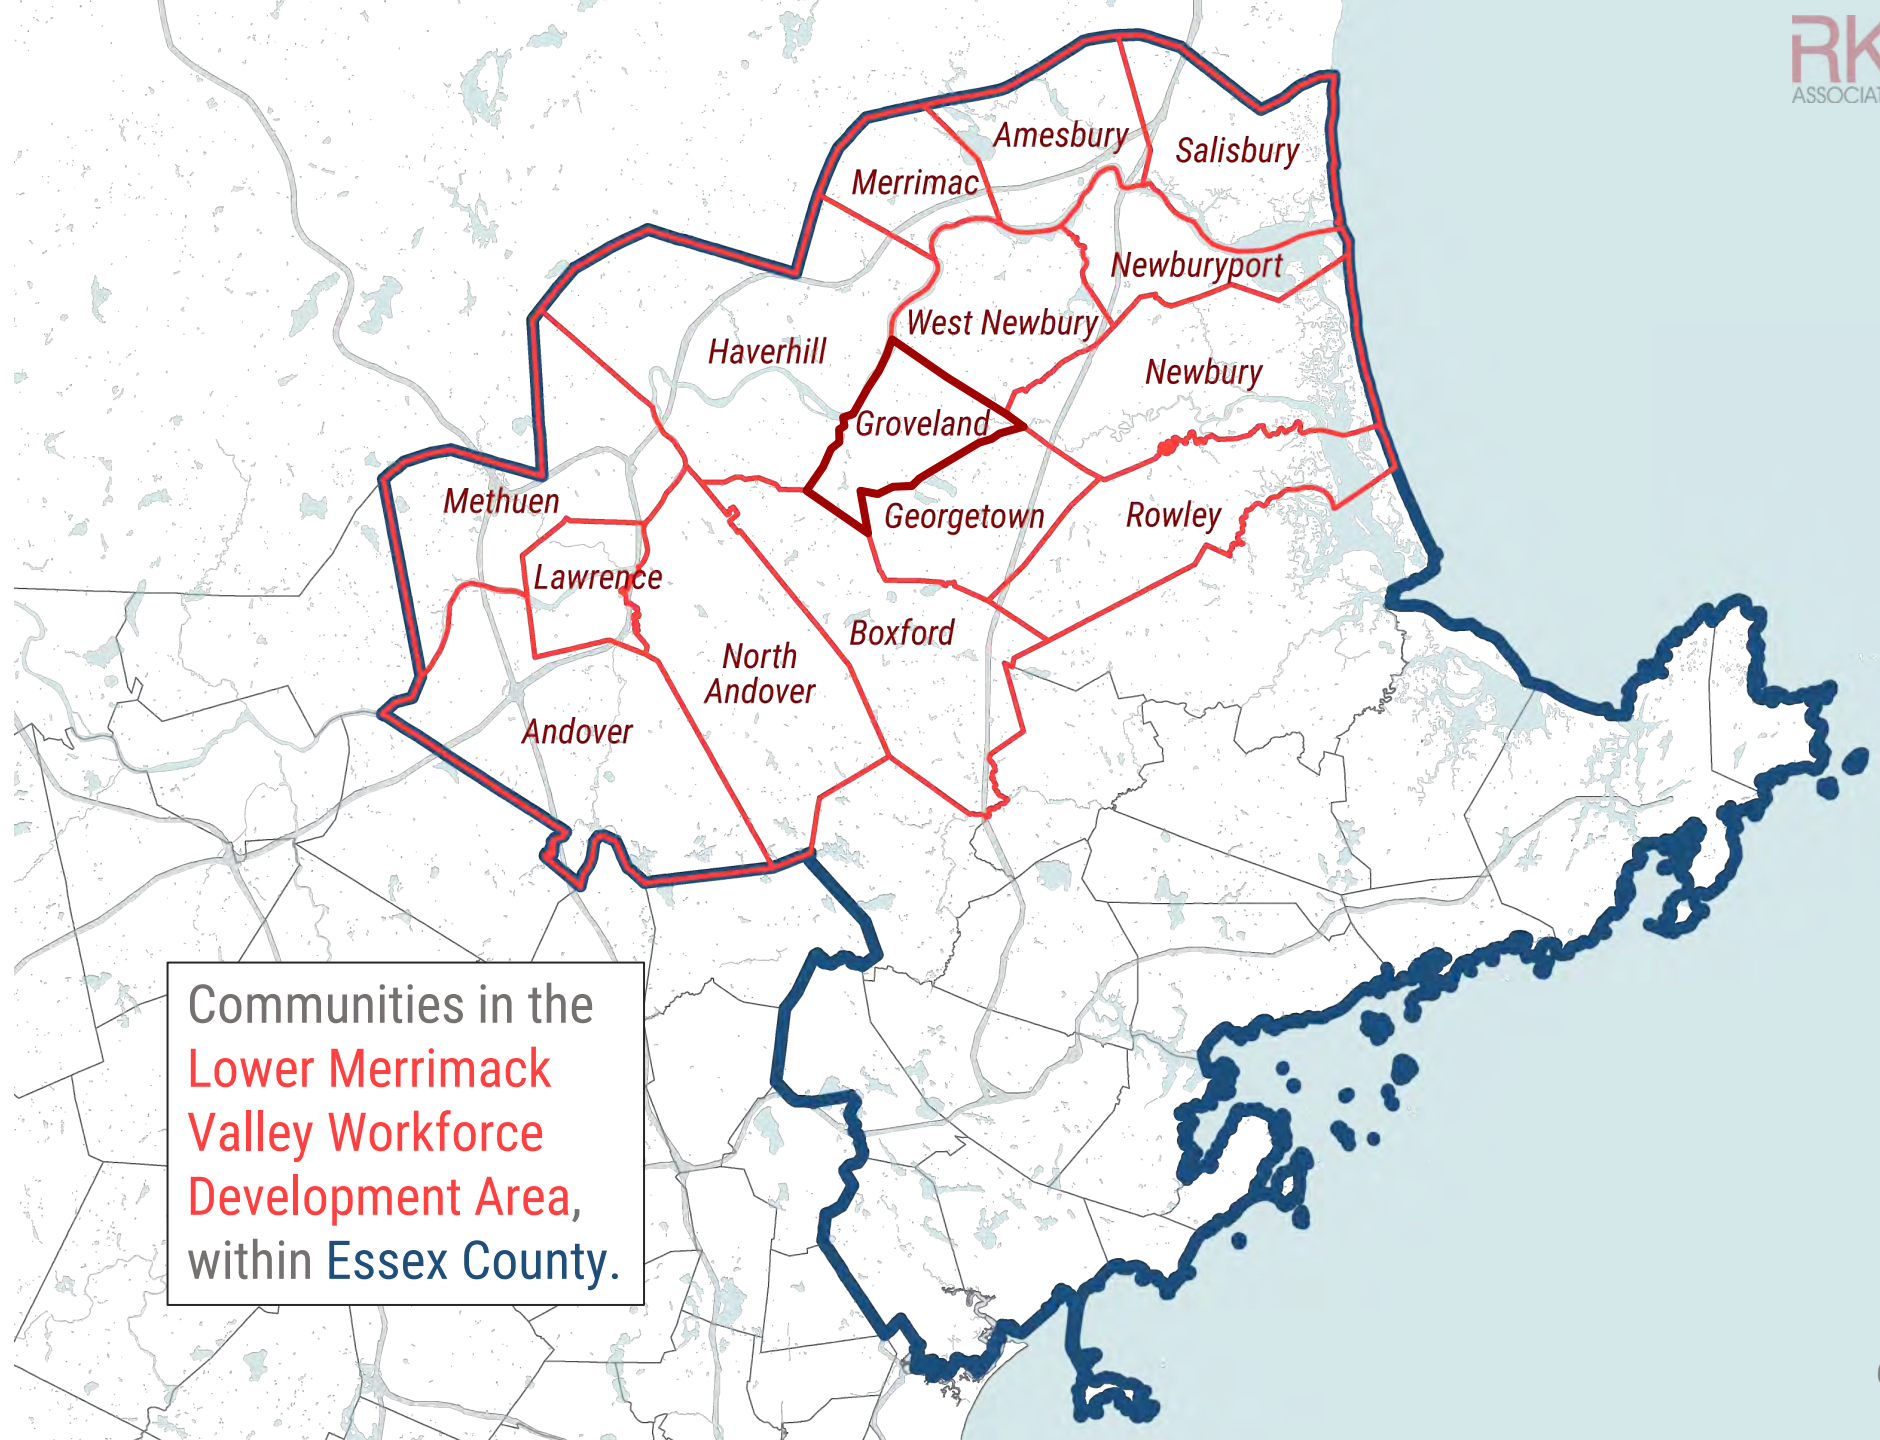 RK
ASSOCIAT
Amesbury
Salisbury
Merrimac
Newburyport
West Newbury
Haverhill
Newbury
Groveland
Methuen
Georgetown
Rowley
Lawrence
Boxford
North
Andover
Andover
Communities in the
Lower Merrimack
Valley Workforce
Development Area,
within Essex County.